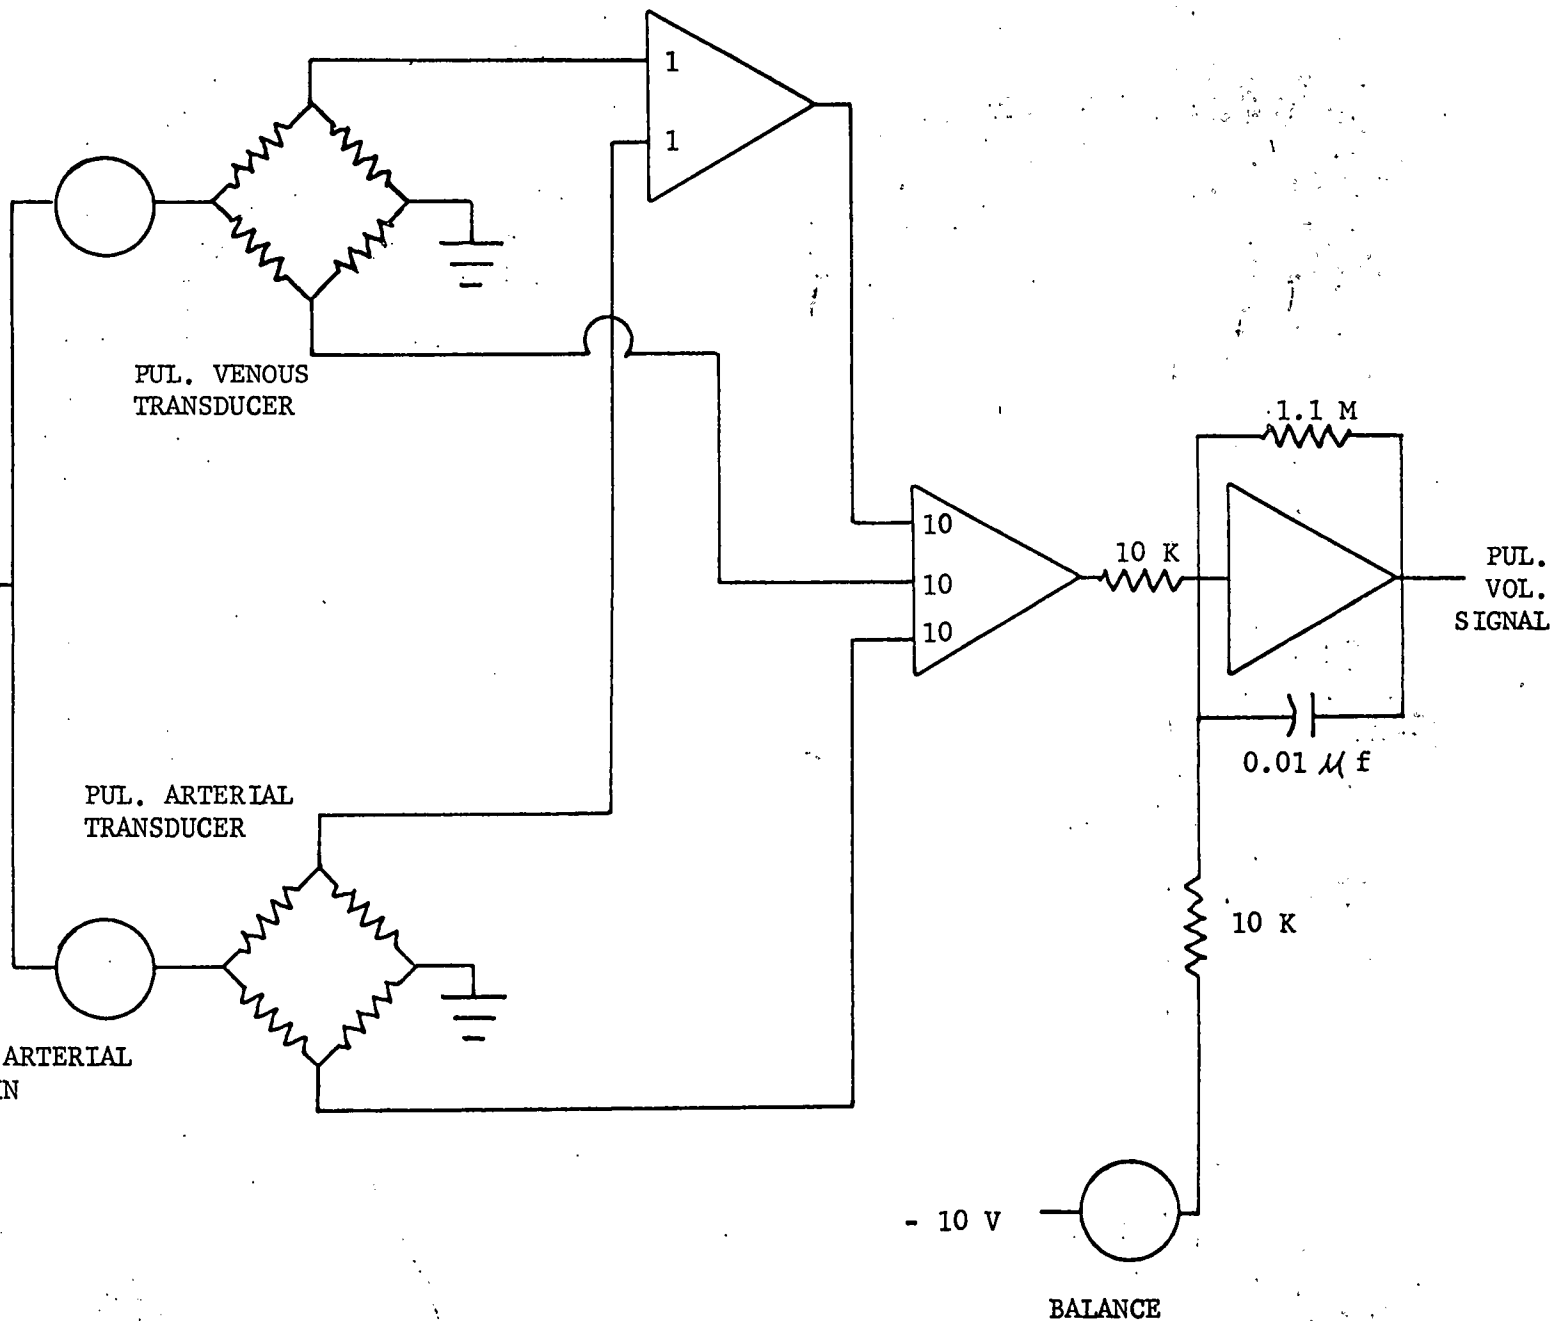 1
1
PUL. VENOUS
TRANSDUCER
1.1 M
10
10
10
10 K
PUL.
VOL.
SIGNAL
0.01 μf
PUL. ARTERIAL
TRANSDUCER
10 K
ARTERIAL
- 10 V
BALANCE